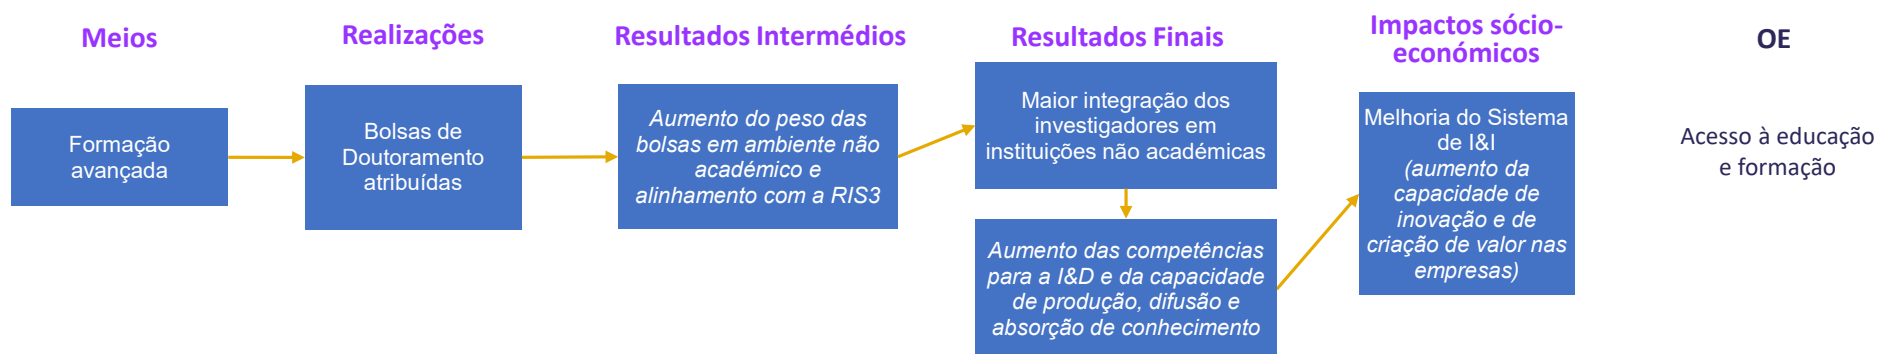 Meios
Realizações
Resultados Intermédios
Resultados Finais
Impactos sócio-
económicos
OE
Formação
avançada
Bolsas de
Doutoramento
atribuídas
Aumento do peso das
bolsas em ambiente não
académico e
alinhamento com a RIS3
Maior integração dos
investigadores em
instituições não académicas
Aumento das competências
para a I&D e da capacidade
de produção, difusão e
absorção de conhecimento
Melhoria do Sistema
de I&I
(aumento da
capacidade de
inovação e de
criação de valor nas
empresas)
Acesso à educação
e formação